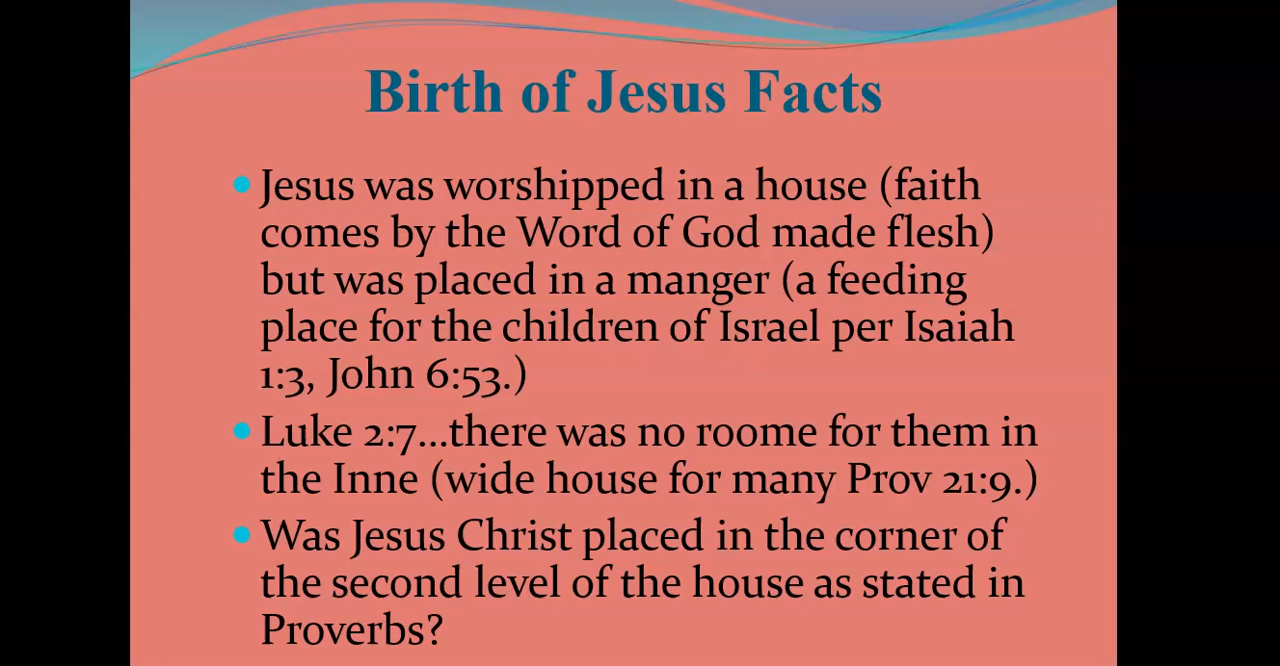 Birth of Jesus Facts
• Jesus was worshipped in a house (faith
comes by the Word of God made flesh)
but was placed in a manger (a feeding
place for the children of Israel per Isaiah
1:3, John 6:53.)
• Luke 2:7...there was no roome for them in
the Inne (wide house for many Prov 21:9.)
• Was Jesus Christ placed in the corner of
the second level of the house as stated in
Proverbs?